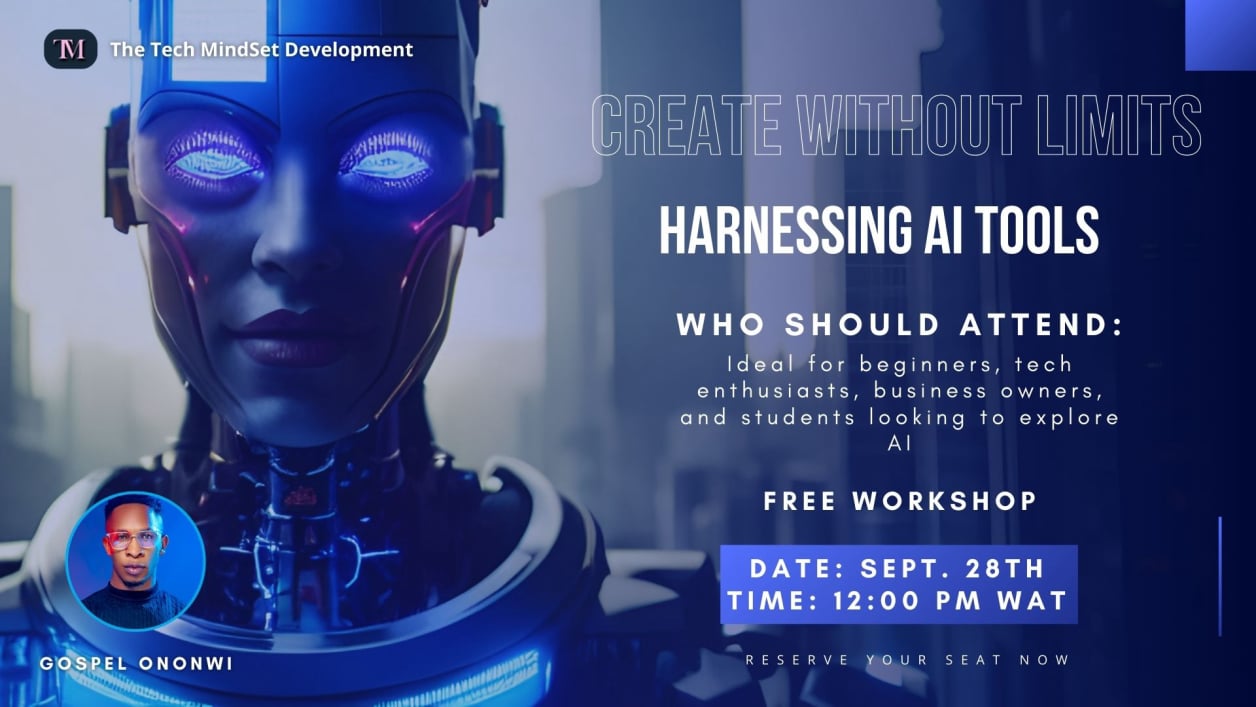 TM The Tech MindSet Development
CREATE WITHOUT LIMITS
HARNESSING AI TOOLS
WHO SHOULD ATTEND:
Ideal for beginners, tech
enthusiasts, business owners,
and students looking to explore
AI
FREE WORKSHOP
DATE: SEPT. 28TH
TIME: 12:00 PM WAT
RESERVE YOUR SEAT NOW
GOSPEL ONONWI